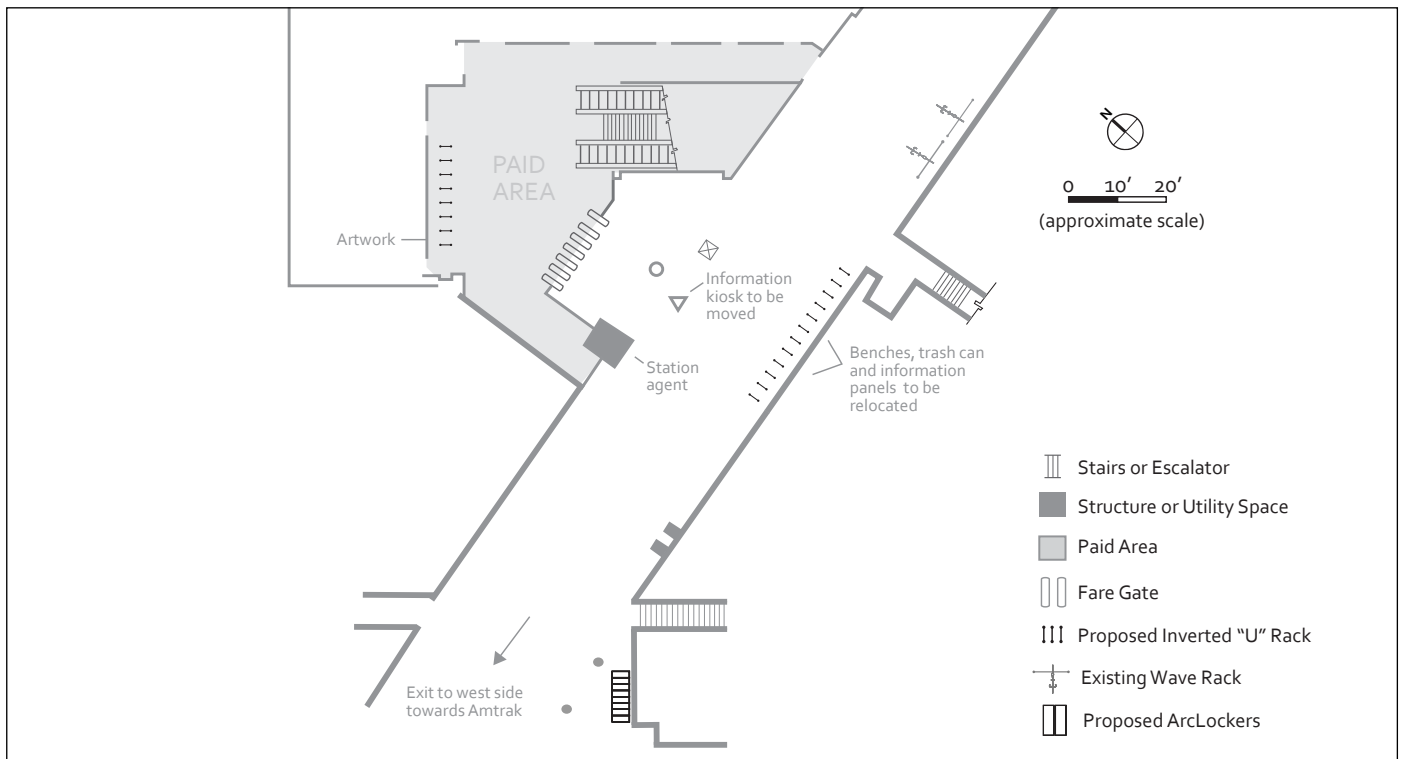 PAID
AREA
Artwork
Information
kiosk to be
moved
Station
agent
Benches, trash can
and information
panels to be
relocated
Exit to west side
towards Amtrak
N
0 10’ 20’
(approximate scale)
Stairs or Escalator
Structure or Utility Space
Paid Area
Fare Gate
Proposed Inverted “U” Rack
Existing Wave Rack
Proposed ArcLockers